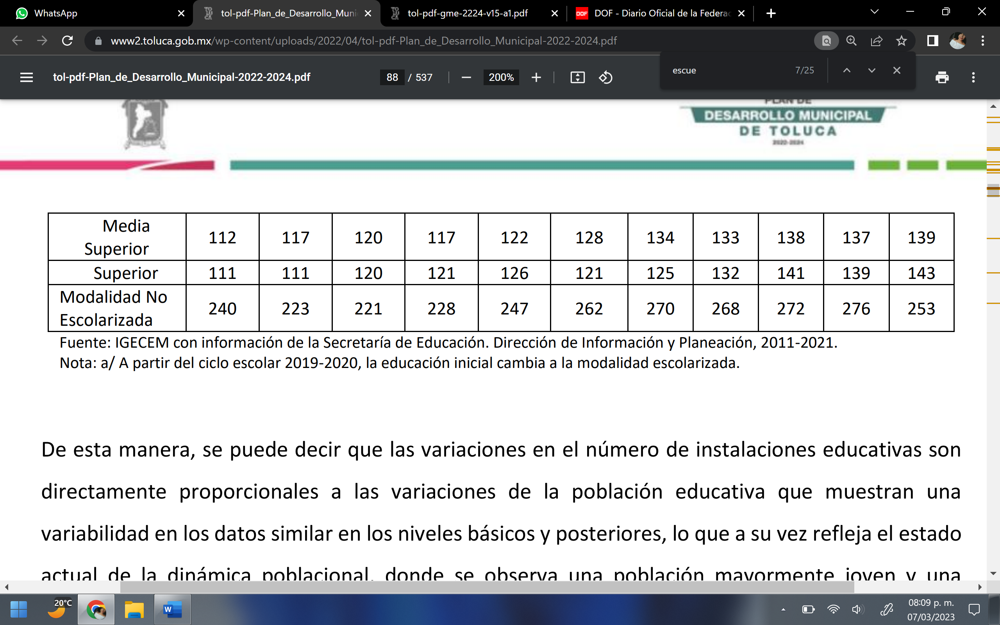 WhatsApp
tol-pdf-Plan_de_Desarrollo_Muni
tol-pdf-gme-2224-v15-a1.pdf
DOF
DOF - Diario Oficial de la Federac
www2.toluca.gob.mx/wp-content/uploads/2022/04/tol-pdf-Plan_de_Desarrollo_Municipal-2022-2024.pdf
tol-pdf-Plan_de_Desarrollo_Municipal-2022-2024.pdf
88 / 537
200%
escue
7/25
PLAN DE
DESARROLLO MUNICIPAL
DE TOLUCA
2022-2024
Media Superior 112 117 120 117 122 128 134 133 138 137 139
Superior 111 111 120 121 126 121 125 132 141 139 143
Modalidad No Escolarizada 240 223 221 228 247 262 270 268 272 276 253
Fuente: IGECEM con información de la Secretaría de Educación. Dirección de Información y Planeación, 2011-2021.
Nota: a/ A partir del ciclo escolar 2019-2020, la educación inicial cambia a la modalidad escolarizada.
De esta manera, se puede decir que las variaciones en el número de instalaciones educativas son
directamente proporcionales a las variaciones de la población educativa que muestran una
variabilidad en los datos similar en los niveles básicos y posteriores, lo que a su vez refleja el estado
actual de la dinámica poblacional, donde se observa una población mayormente joven y una
20°C
W
08:09 p. m.
07/03/2023